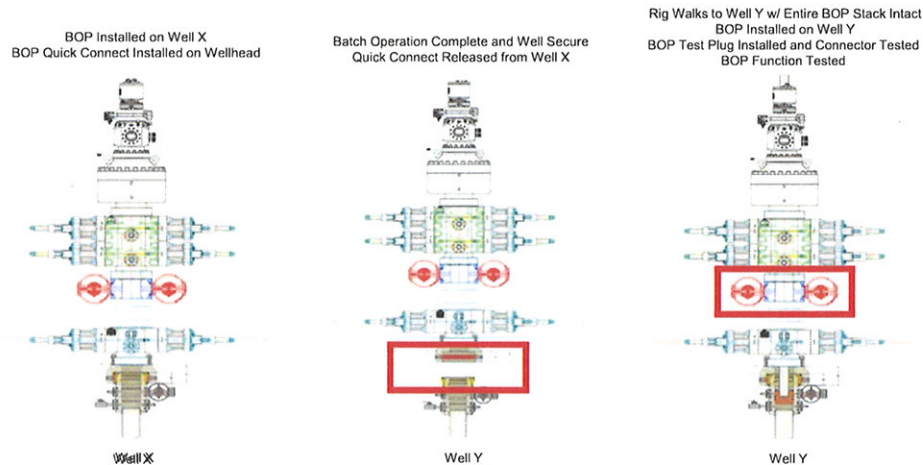 BOP Installed on Well X
BOP Quick Connect Installed on Wellhead
Batch Operation Complete and Well Secure
Quick Connect Released from Well X
Rig Walks to Well Y w/ Entire BOP Stack Intact
BOP Installed on Well Y
BOP Test Plug Installed and Connector Tested
BOP Function Tested
Well X
Well Y
Well Y